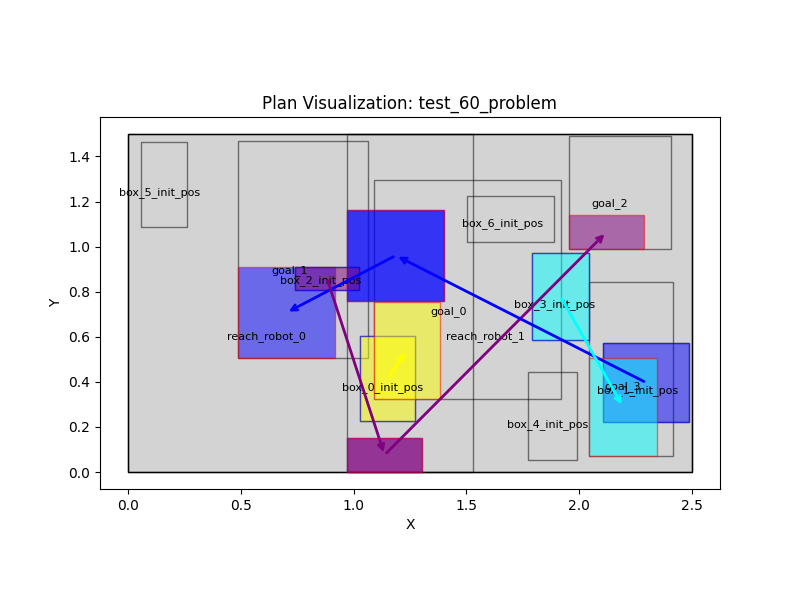 Plan Visualization: test_60_problem
Y
1.4
1.2
1.0
0.8
0.6
0.4
0.2
0.0
box_5_init_pos
goal_2
box_6_init_pos
goal_1
box_2_init_pos
box_3_init_pos
goal_0
reach_robot_0
reach_robot_1
goal_3
box_0_init_pos
box_1_init_pos
box_4_init_pos
0.0 0.5 1.0 1.5 2.0 2.5
X